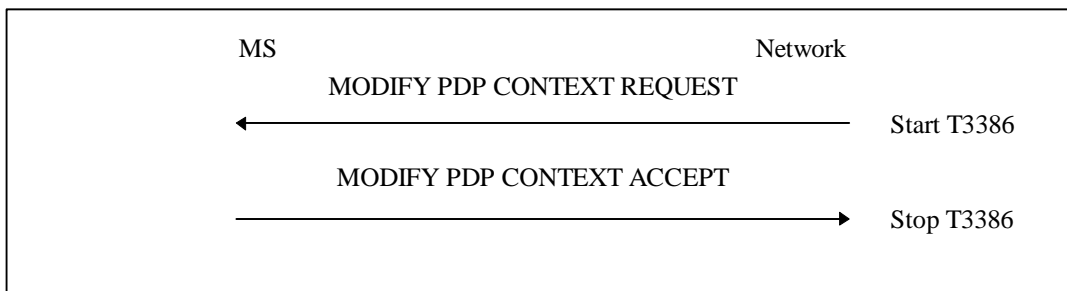 MS Network
MODIFY PDP CONTEXT REQUEST
Start T3386
MODIFY PDP CONTEXT ACCEPT
Stop T3386